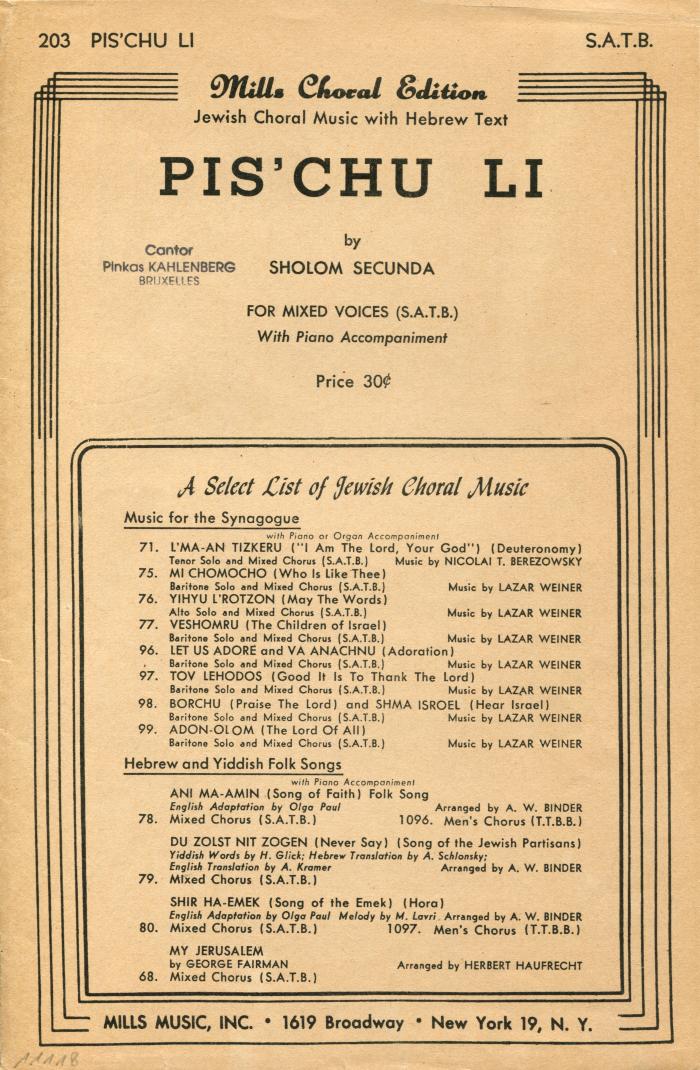 203 PIS'CHU LI S.A.T.B.
Mills Choral Edition
Jewish Choral Music with Hebrew Text
PIS'CHU LI
by
SHOLOM SECUNDA
Cantor
Pinkas KAHLENBERG
BRUXELLES
FOR MIXED VOICES (S.A.T.B.)
With Piano Accompaniment
Price 30¢
A Select List of Jewish Choral Music
Music for the Synagogue
with Piano or Organ Accompaniment
71. L'MA-AN TIZKERU ("I Am The Lord, Your God") (Deuteronomy)
Tenor Solo and Mixed Chorus (S.A.T.B.) Music by NICOLAI T. BEREZOWSKY
75. MI CHOMOCHO (Who Is Like Thee)
Baritone Solo and Mixed Chorus (S.A.T.B.) Music by LAZAR WEINER
76. YIHYU L'ROTZON (May The Words)
Alto Solo and Mixed Chorus (S.A.T.B.) Music by LAZAR WEINER
77. VESHOMRU (The Children of Israel)
Baritone Solo and Mixed Chorus (S.A.T.B.) Music by LAZAR WEINER
96. LET US ADORE and VA ANACHNU (Adoration)
Baritone Solo and Mixed Chorus (S.A.T.B.) Music by LAZAR WEINER
97. TOV LEHODOS (Good It Is To Thank The Lord)
Baritone Solo and Mixed Chorus (S.A.T.B.) Music by LAZAR WEINER
98. BORCHU (Praise The Lord) and SHMA ISROEL (Hear Israel)
Baritone Solo and Mixed Chorus (S.A.T.B.) Music by LAZAR WEINER
99. ADON-OLOM (The Lord Of All)
Baritone Solo and Mixed Chorus (S.A.T.B.) Music by LAZAR WEINER
Hebrew and Yiddish Folk Songs
with Piano Accompaniment
ANI MA-AMIN (Song of Faith) Folk Song
English Adaptation by Olga Paul Arranged by A. W. BINDER
78. Mixed Chorus (S.A.T.B.) 1096. Men's Chorus (T.T.B.B.)
DU ZOLST NIT ZOGEN (Never Say) (Song of the Jewish Partisans)
Yiddish Words by H. Glick; Hebrew Translation by A. Schlonsky;
English Translation by A. Kramer Arranged by A. W. BINDER
79. Mixed Chorus (S.A.T.B.)
SHIR HA-EMEK (Song of the Emek) (Hora)
English Adaptation by Olga Paul Melody by M. Lavri. Arranged by A. W. BINDER
80. Mixed Chorus (S.A.T.B.) 1097. Men's Chorus (T.T.B.B.)
MY JERUSALEM
by GEORGE FAIRMAN Arranged by HERBERT HAUFRECHT
68. Mixed Chorus (S.A.T.B.)
MILLS MUSIC, INC. • 1619 Broadway • New York 19, N. Y.
11118